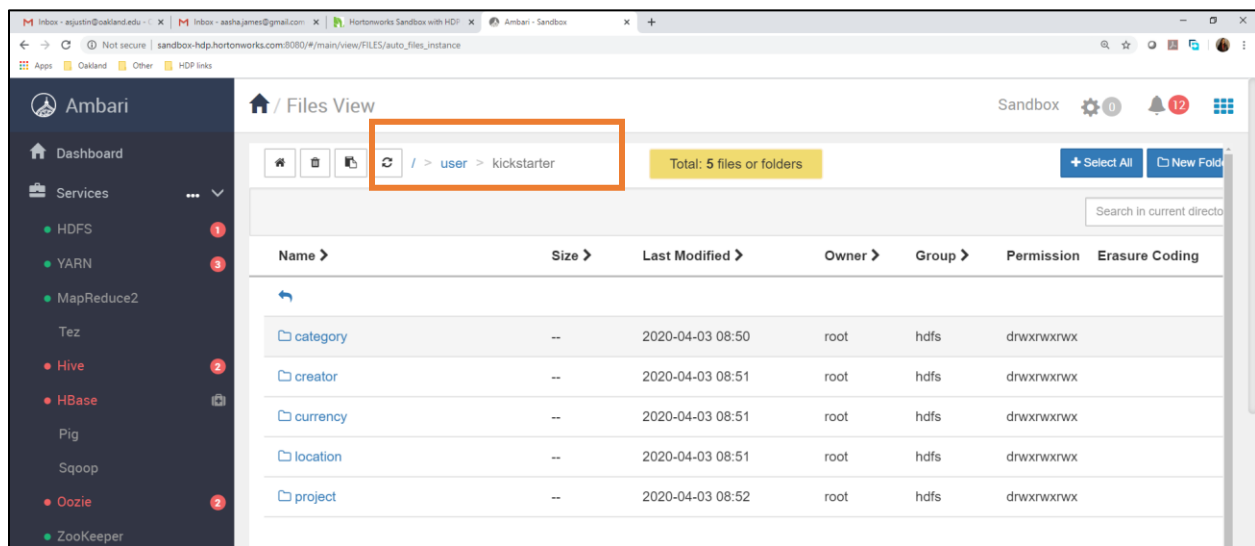 Inbox - asjustin@oakland.edu - O
Inbox - aasha.james@gmail.com
Hortonworks Sandbox with HDP
Ambari - Sandbox
Not secure | sandbox-hdp.hortonworks.com:8080/#/main/view/FILES/auto_files_instance
Apps Oakland Other HDP links
Ambari
/ Files View
Sandbox 0 12
Dashboard
Services ...
HDFS 1
YARN 3
MapReduce2
Tez
Hive 2
HBase
Pig
Sqoop
Oozie 2
ZooKeeper
/ > user > kickstarter
Total: 5 files or folders
+ Select All
New Folde
Search in current directo
Name > Size > Last Modified > Owner > Group > Permission Erasure Coding
category -- 2020-04-03 08:50 root hdfs drwxrwxrwx
creator -- 2020-04-03 08:51 root hdfs drwxrwxrwx
currency -- 2020-04-03 08:51 root hdfs drwxrwxrwx
location -- 2020-04-03 08:51 root hdfs drwxrwxrwx
project -- 2020-04-03 08:52 root hdfs drwxrwxrwx